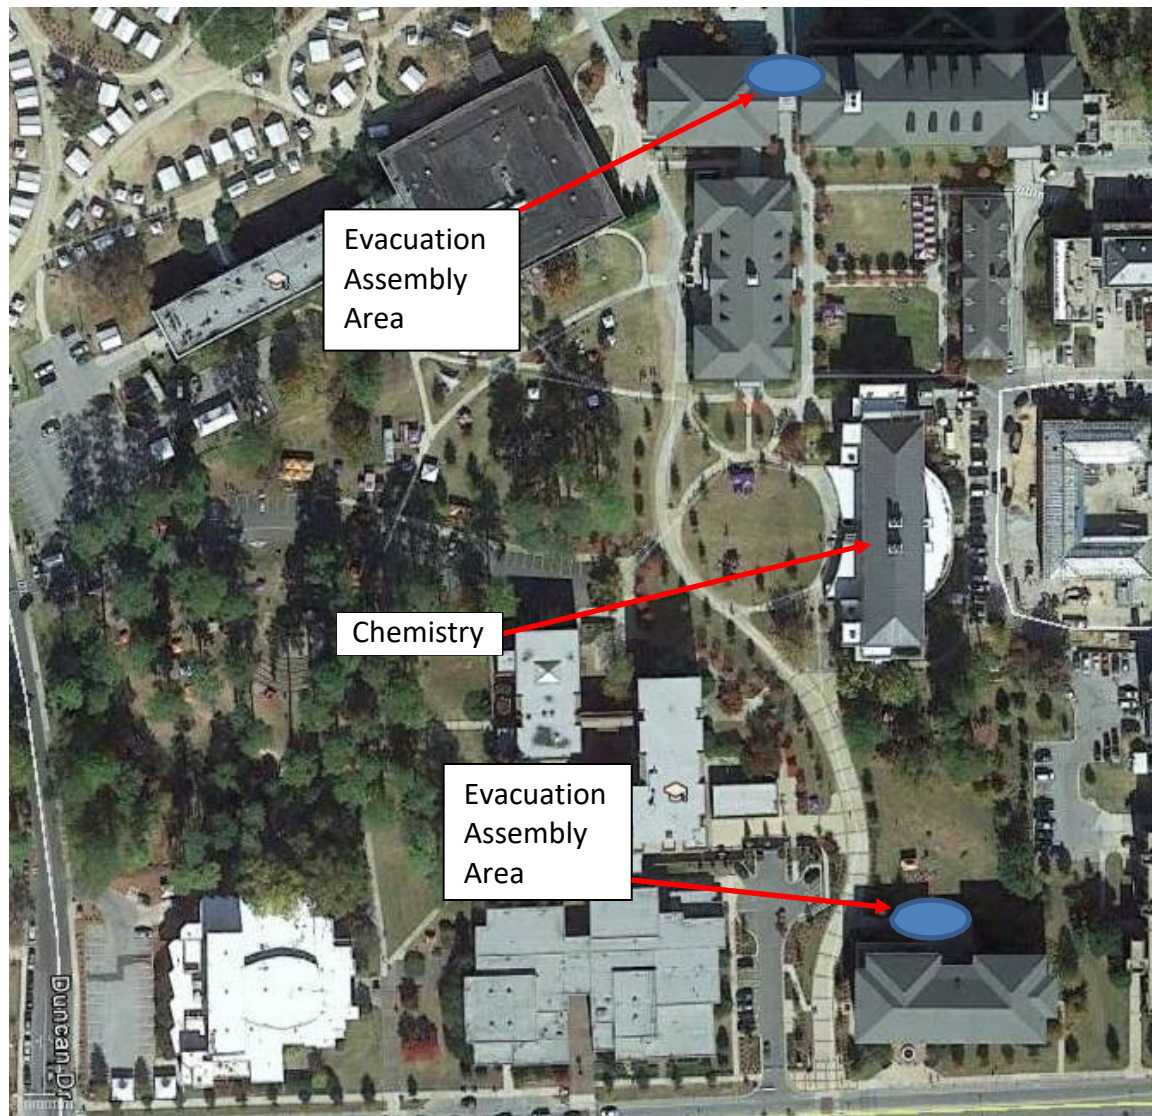 Evacuation
Assembly
Area
Chemistry
Evacuation
Assembly
Area
Duncan Dr